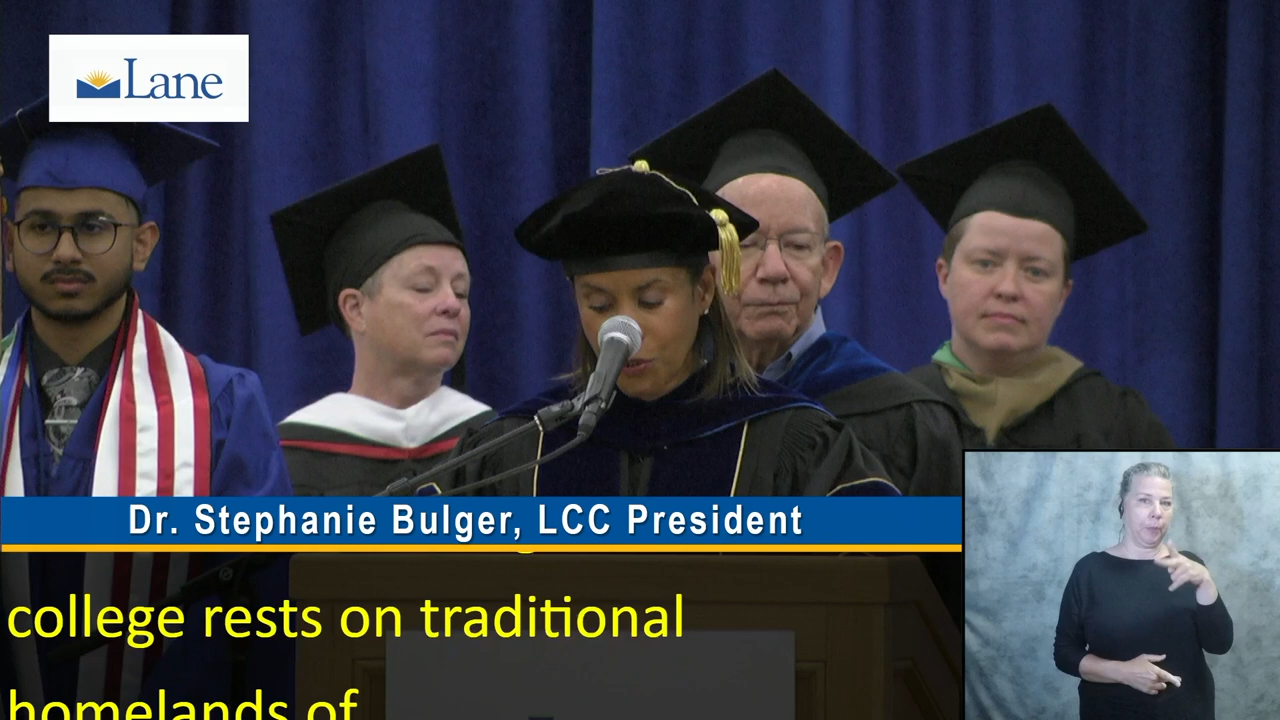 Lane
Dr. Stephanie Bulger, LCC President
college rests on traditional
homelands of